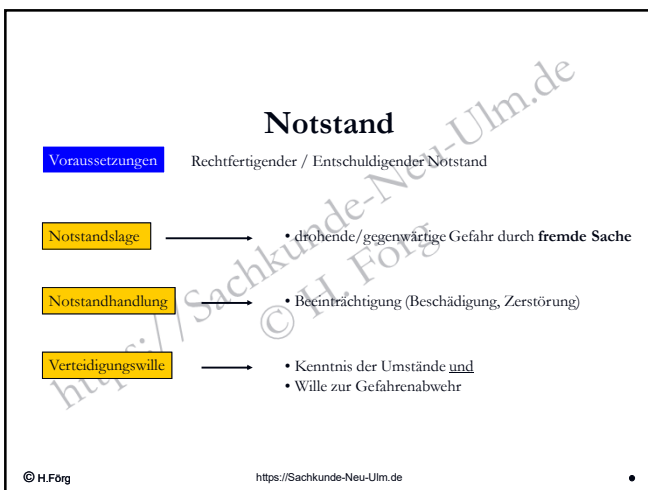 Notstand
Voraussetzungen Rechtfertigender / Entschuldigender Notstand
Notstandslage • drohende/gegenwärtige Gefahr durch fremde Sache
Notstandhandlung • Beeinträchtigung (Beschädigung, Zerstörung)
Verteidigungswille • Kenntnis der Umstände und
• Wille zur Gefahrenabwehr
https://Sachkunde-Neu-Ulm.de
© H. Förg
© H.Förg https://Sachkunde-Neu-Ulm.de